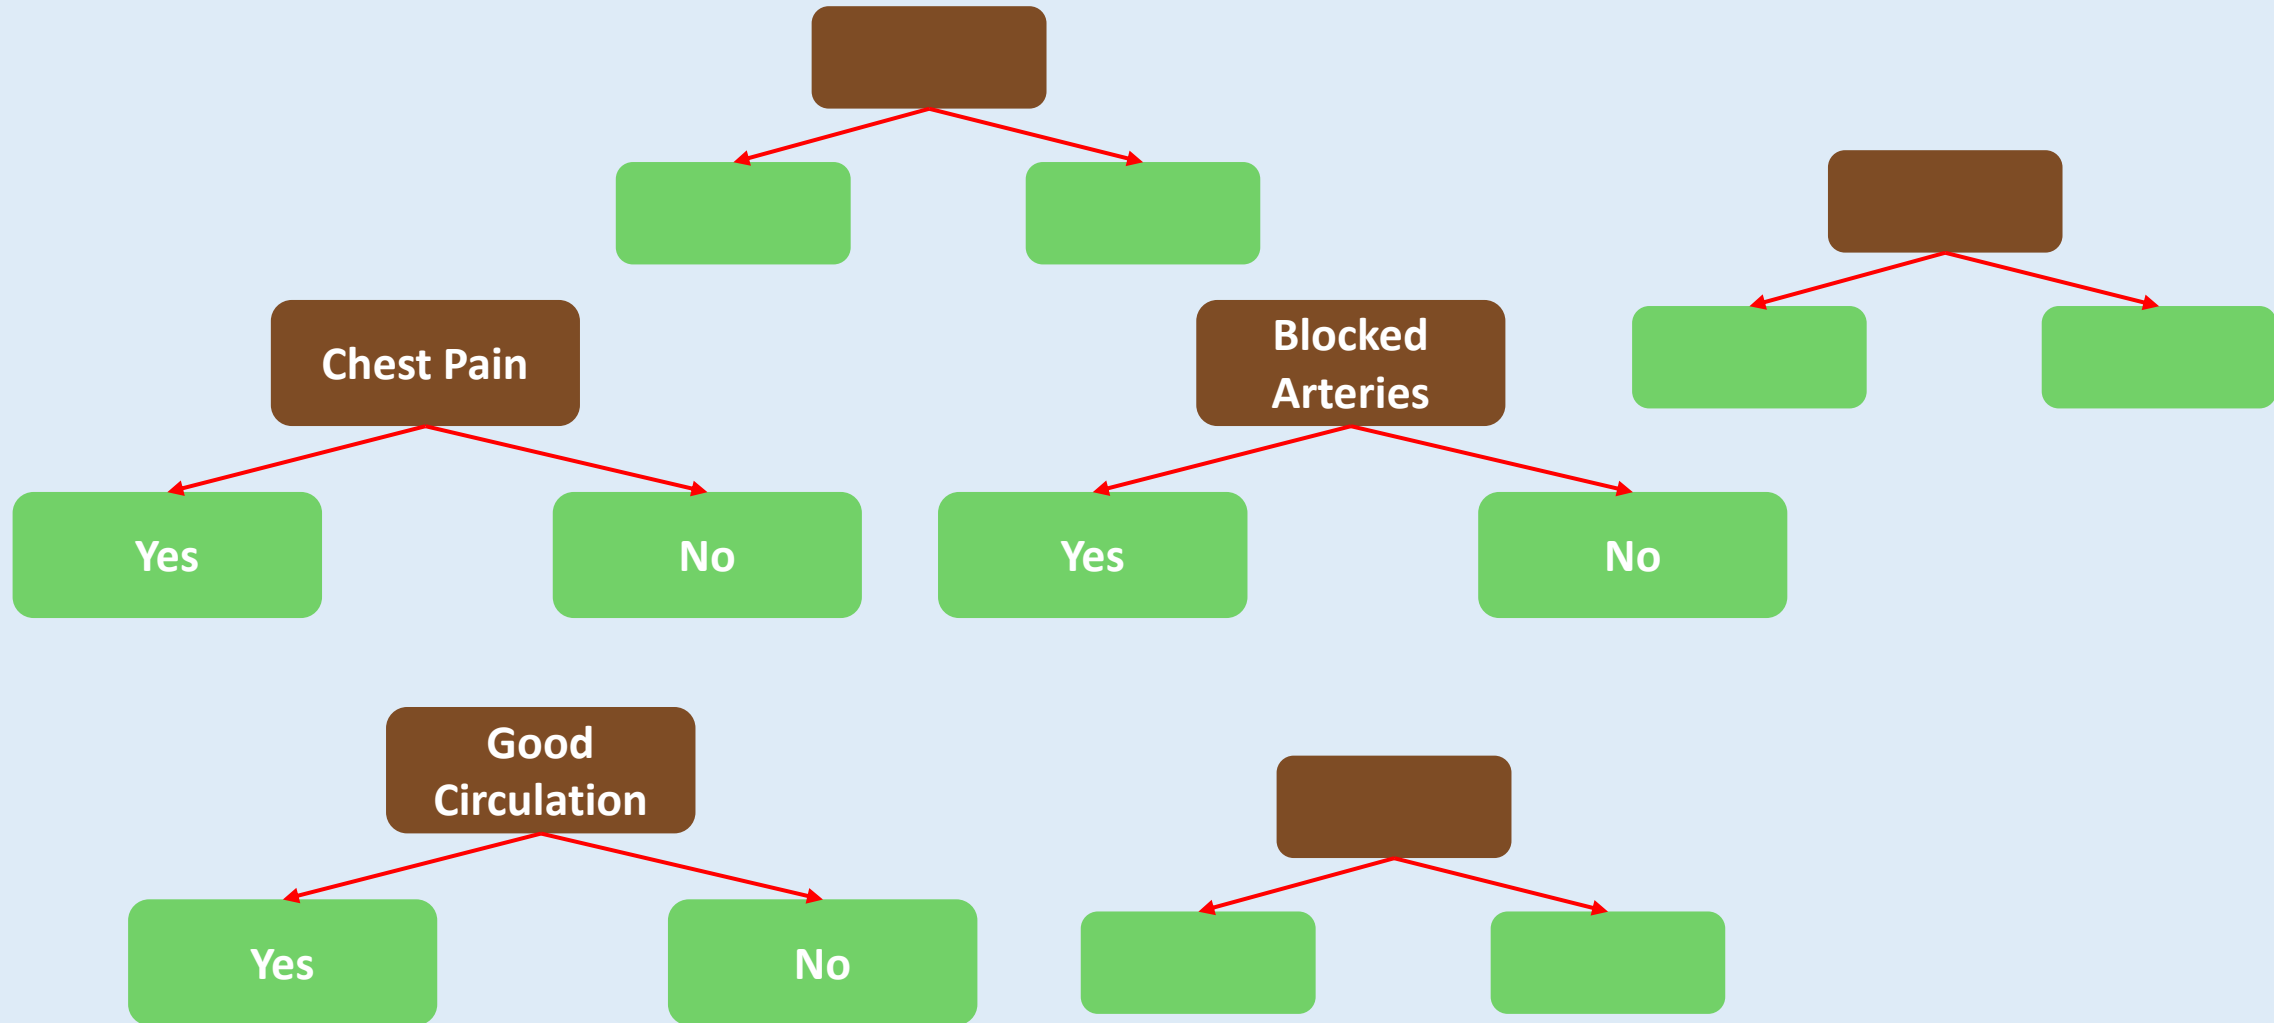 Chest Pain
Blocked
Arteries
Yes
No
Yes
No
Good
Circulation
Yes
No